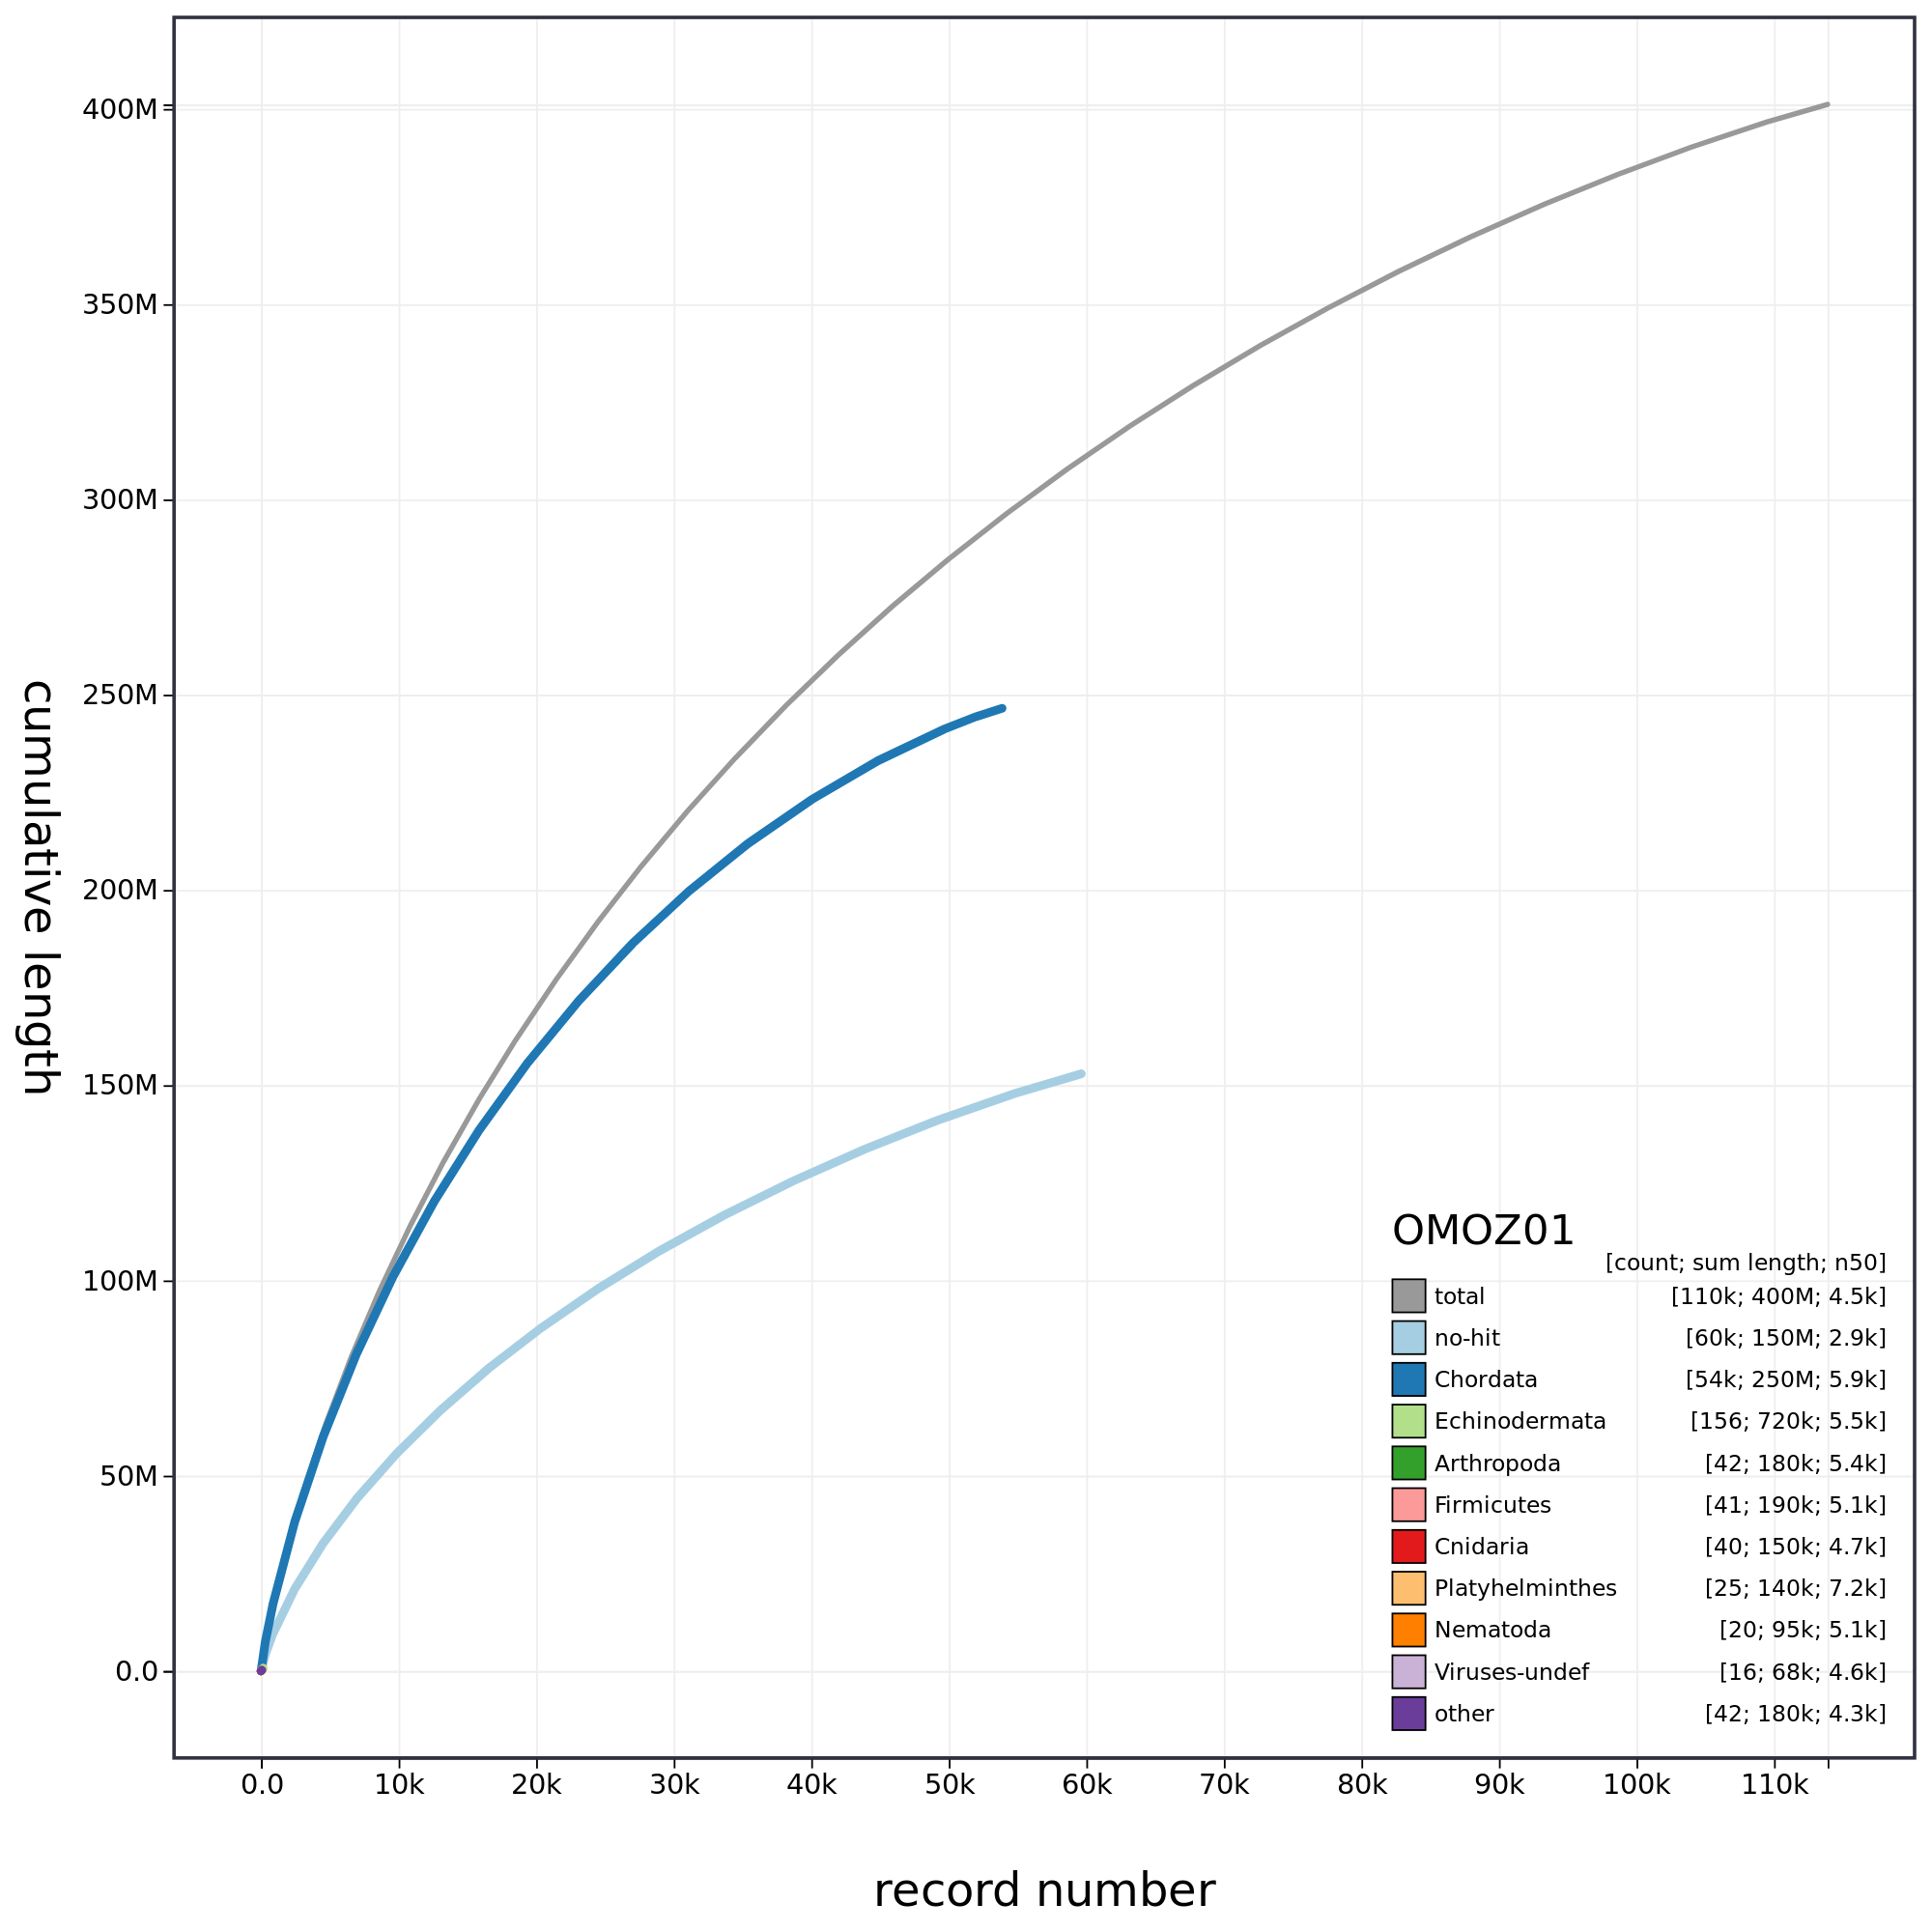 400M
350M
300M
250M
200M
150M
100M
50M
0.0
cumulative length
0.0 10k 20k 30k 40k 50k 60k 70k 80k 90k 100k 110k
record number
OMOZ01
[count; sum length; n50]
total [110k; 400M; 4.5k]
no-hit [60k; 150M; 2.9k]
Chordata [54k; 250M; 5.9k]
Echinodermata [156; 720k; 5.5k]
Arthropoda [42; 180k; 5.4k]
Firmicutes [41; 190k; 5.1k]
Cnidaria [40; 150k; 4.7k]
Platyhelminthes [25; 140k; 7.2k]
Nematoda [20; 95k; 5.1k]
Viruses-undef [16; 68k; 4.6k]
other [42; 180k; 4.3k]